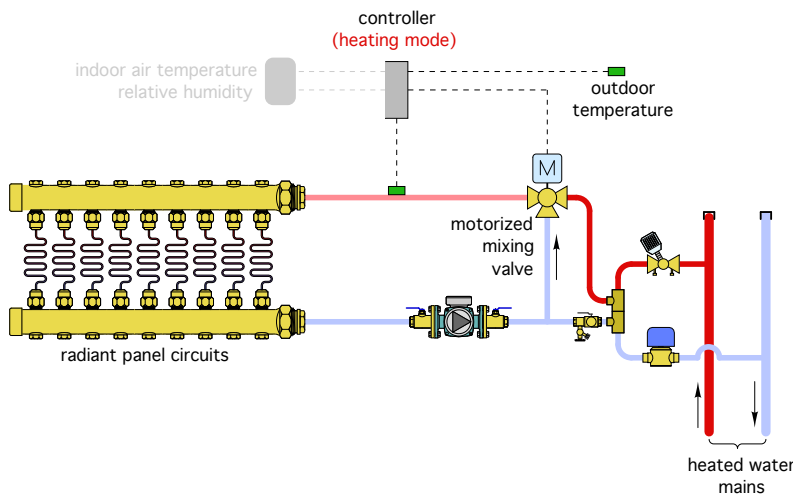 controller
(heating mode)
indoor air temperature
relative humidity
outdoor
temperature
M
motorized
mixing
valve
radiant panel circuits
heated water
mains